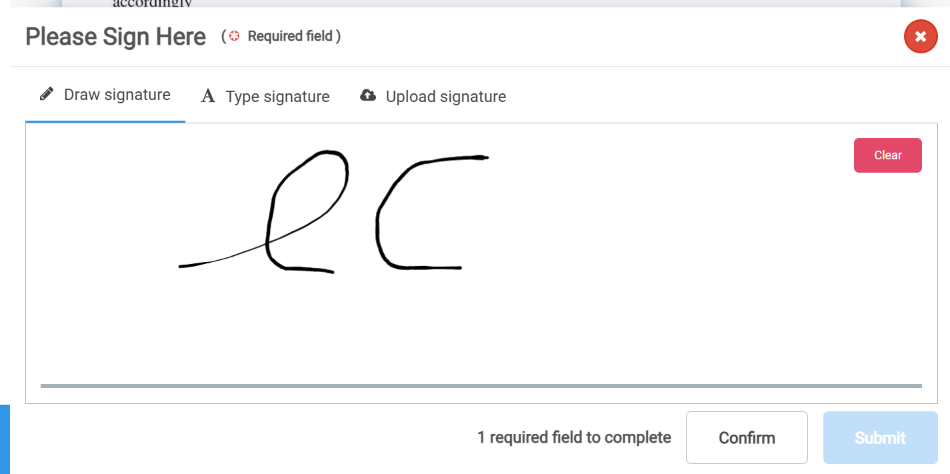 accordingly
Please Sign Here ( Required field )
Draw signature A Type signature Upload signature
Clear
ec
1 required field to complete Confirm Submit